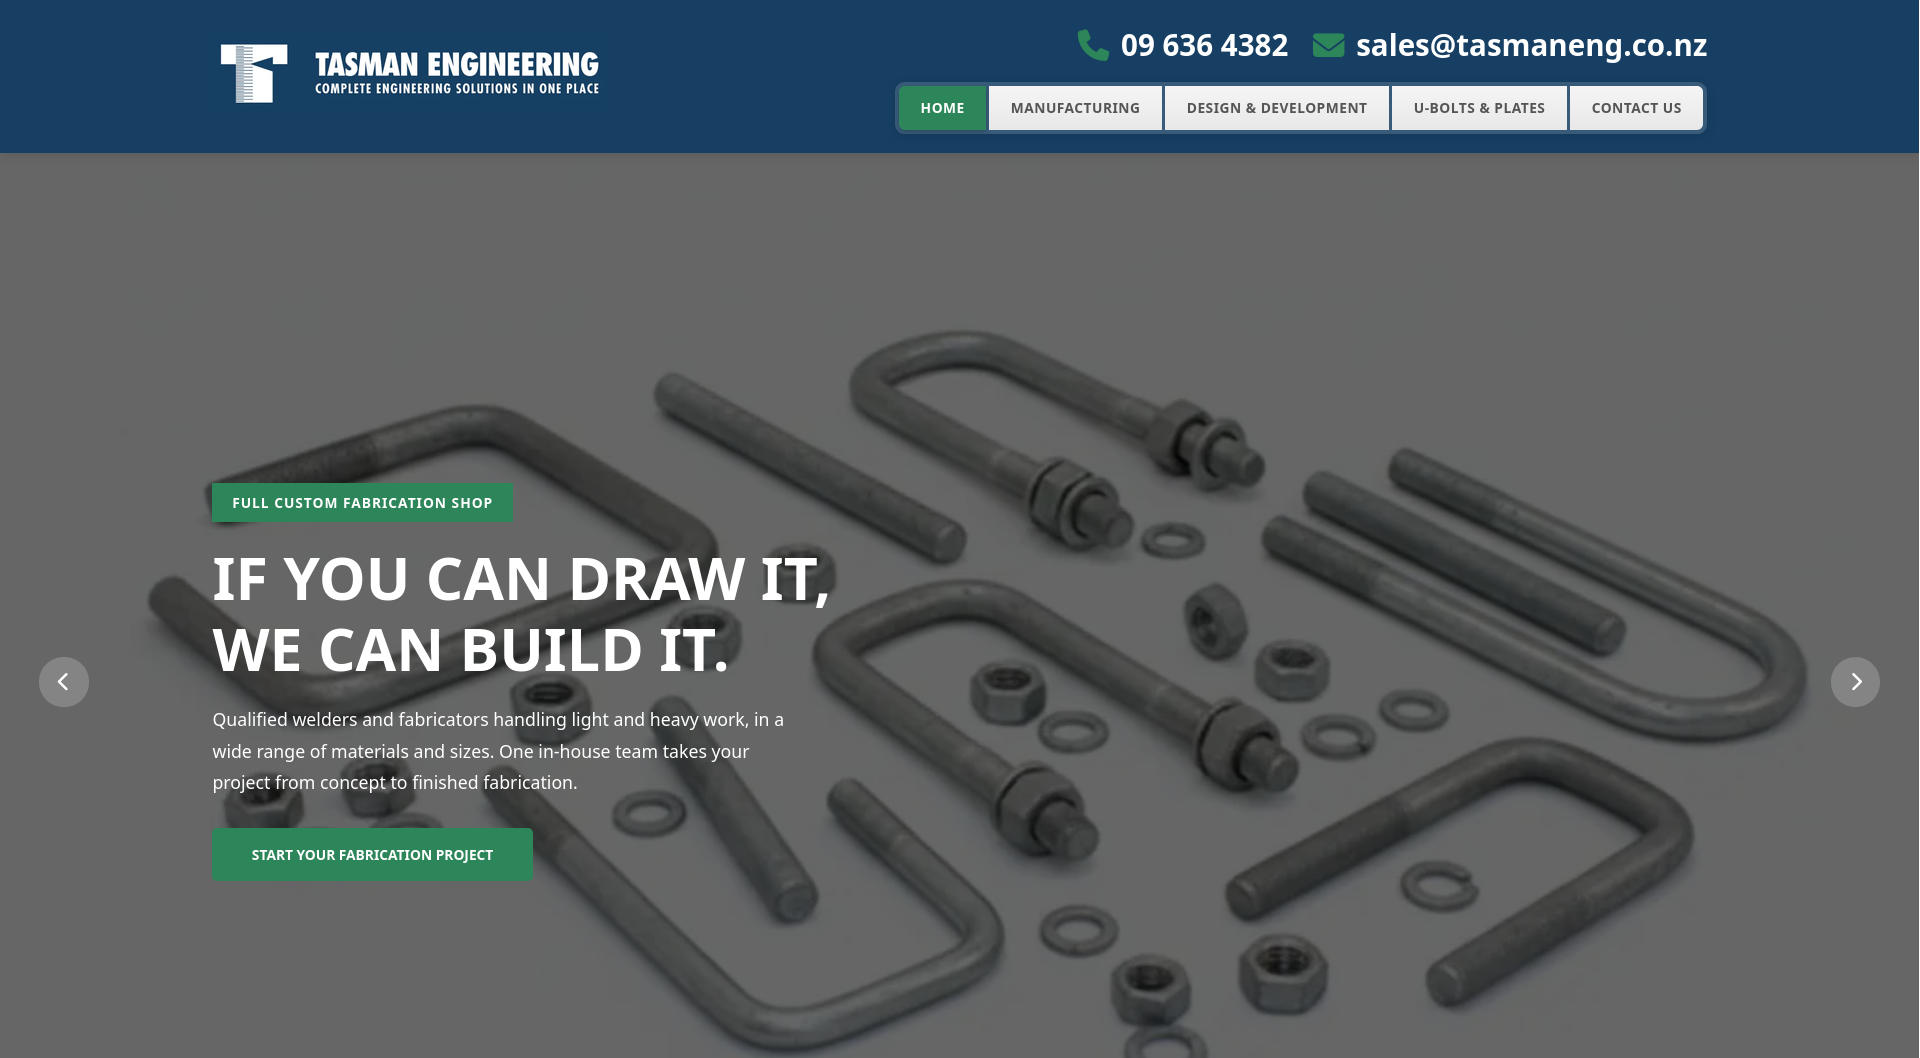 TASMAN ENGINEERING
COMPLETE ENGINEERING SOLUTIONS IN ONE PLACE
09 636 4382 sales@tasmaneng.co.nz
HOME MANUFACTURING DESIGN & DEVELOPMENT U-BOLTS & PLATES CONTACT US
FULL CUSTOM FABRICATION SHOP
IF YOU CAN DRAW IT,
WE CAN BUILD IT.
Qualified welders and fabricators handling light and heavy work, in a
wide range of materials and sizes. One in-house team takes your
project from concept to finished fabrication.
START YOUR FABRICATION PROJECT